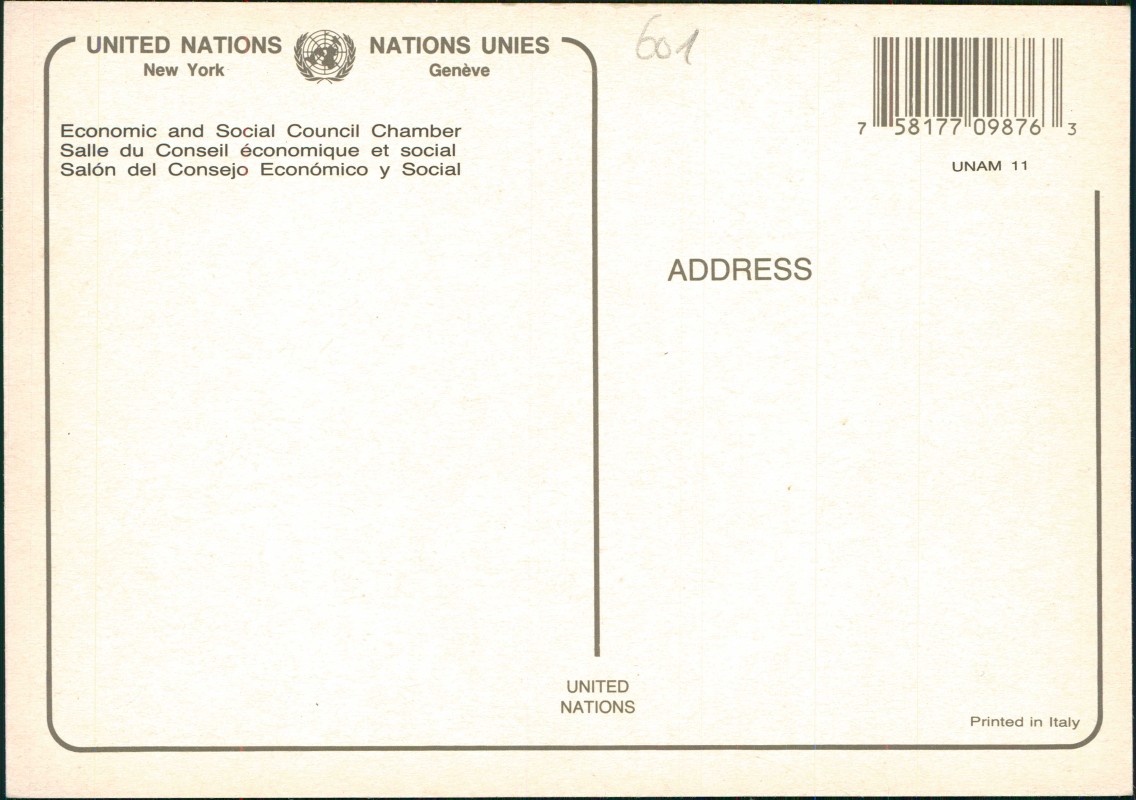 UNITED NATIONS NATIONS UNIES
New York Genève
Economic and Social Council Chamber
Salle du Conseil économique et social
Salón del Consejo Económico y Social
601
7 58177 09876 3
UNAM 11
ADDRESS
UNITED
NATIONS
Printed in Italy